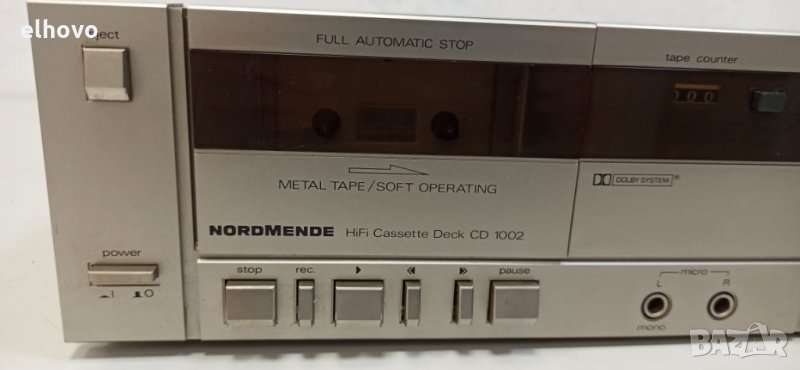 elhovo
eject
FULL AUTOMATIC STOP
tape counter
METAL TAPE/SOFT OPERATING
DOLBY SYSTEM®
NORDMENDE HiFi Cassette Deck CD 1002
power
I O
stop rec. pause
micro
L R
mono
BAZAR